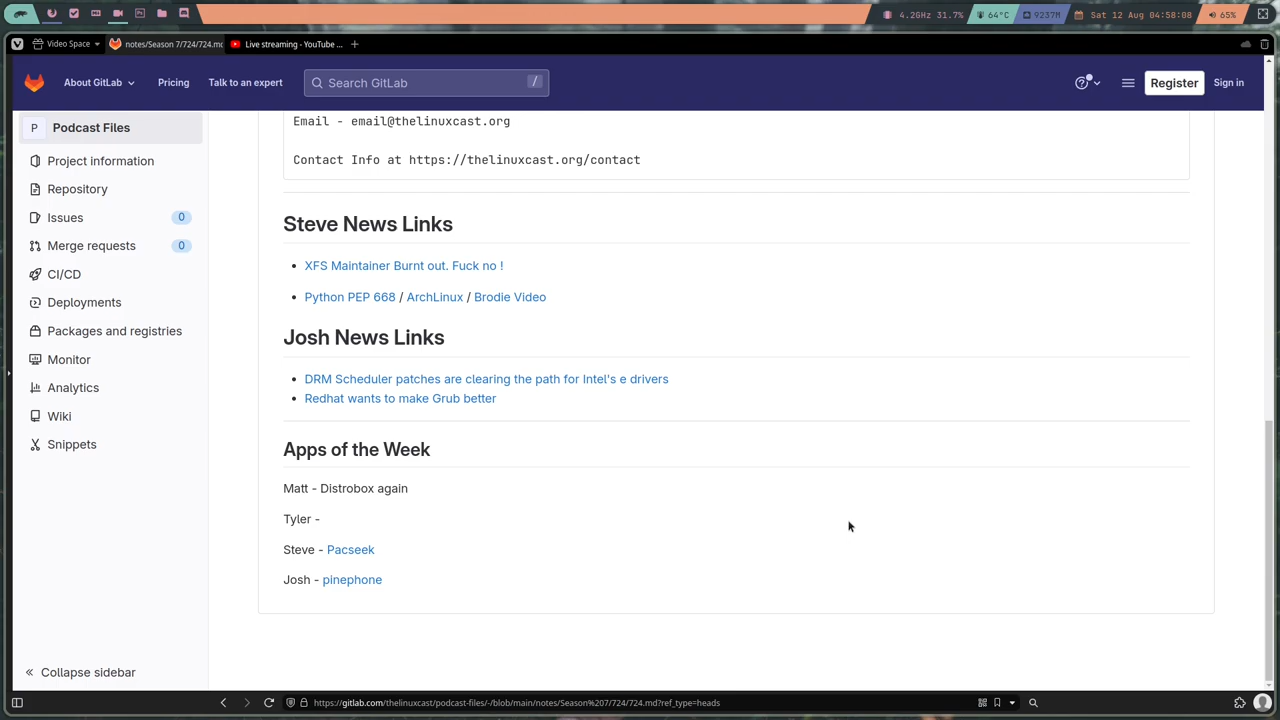 4.2GHz 31.7%
64°C
9237M
Sat 12 Aug 04:58:08
65%
Video Space
notes/Season 7/724/724.md
Live streaming - YouTube ...
About GitLab
Pricing
Talk to an expert
Search GitLab
/
Register
Sign in
P Podcast Files
Project information
Repository
Issues 0
Merge requests 0
CI/CD
Deployments
Packages and registries
Monitor
Analytics
Wiki
Snippets
Collapse sidebar
Email - email@thelinuxcast.org
Contact Info at https://thelinuxcast.org/contact
Steve News Links
XFS Maintainer Burnt out. Fuck no !
Python PEP 668 / ArchLinux / Brodie Video
Josh News Links
DRM Scheduler patches are clearing the path for Intel's e drivers
Redhat wants to make Grub better
Apps of the Week
Matt - Distrobox again
Tyler -
Steve - Pacseek
Josh - pinephone
https://gitlab.com/thelinuxcast/podcast-files/-/blob/main/notes/Season%207/724/724.md?ref_type=heads